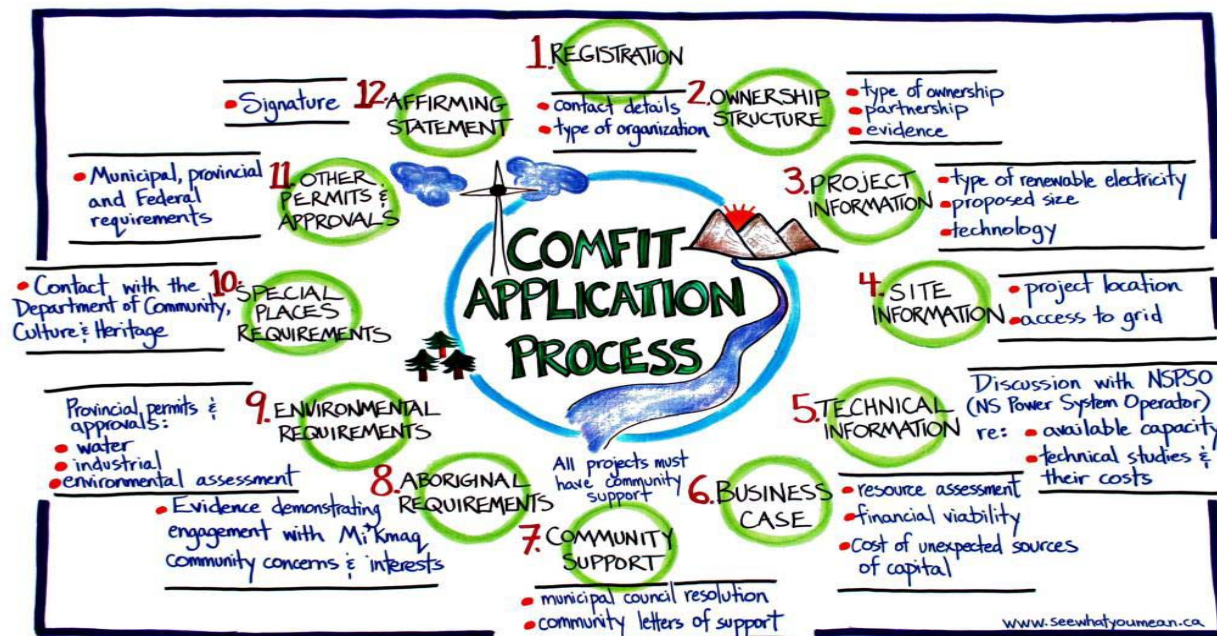 COMFIT
APPLICATION
PROCESS
1. REGISTRATION
• contact details
• type of organization
2. OWNERSHIP
STRUCTURE
• type of ownership
• partnership
• evidence
3. PROJECT
INFORMATION
• type of renewable electricity
• proposed size
• technology
4. SITE
INFORMATION
• project location
• access to grid
5. TECHNICAL
INFORMATION
Discussion with NSPSO
(NS Power System Operator)
re: • available capacity
• technical studies &
their costs
6. BUSINESS
CASE
• resource assessment
• financial viability
• cost of unexpected sources
of capital
All projects must
have community
support
7. COMMUNITY
SUPPORT
• municipal council resolution
• community letters of support
8. ABORIGINAL
REQUIREMENTS
• Evidence demonstrating
engagement with Mi'kmaq
community concerns & interests
9. ENVIRONMENTAL
REQUIREMENTS
Provincial permits &
approvals:
• water
• industrial
• environmental assessment
10. SPECIAL
PLACES
REQUIREMENTS
• Contact with the
Department of Community,
Culture & Heritage
11. OTHER
PERMITS &
APPROVALS
• Municipal, provincial
and Federal
requirements
12. AFFIRMING
STATEMENT
• Signature
www.seewhatyoumean.ca